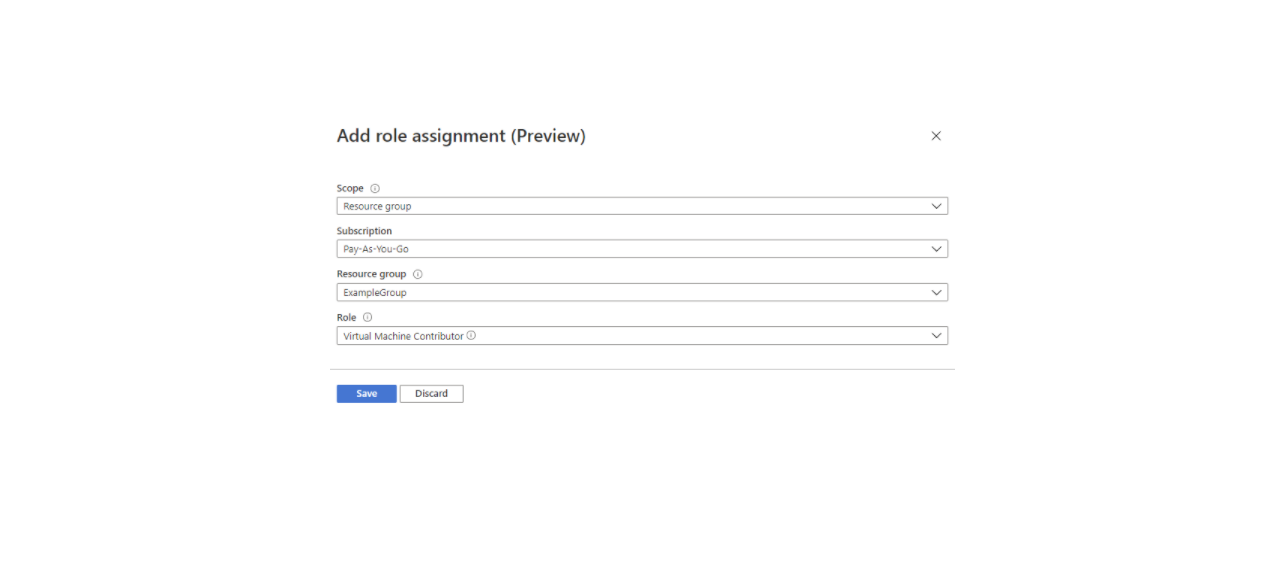 Add role assignment (Preview)
Scope
Resource group
Subscription
Pay-As-You-Go
Resource group
ExampleGroup
Role
Virtual Machine Contributor
Save Discard